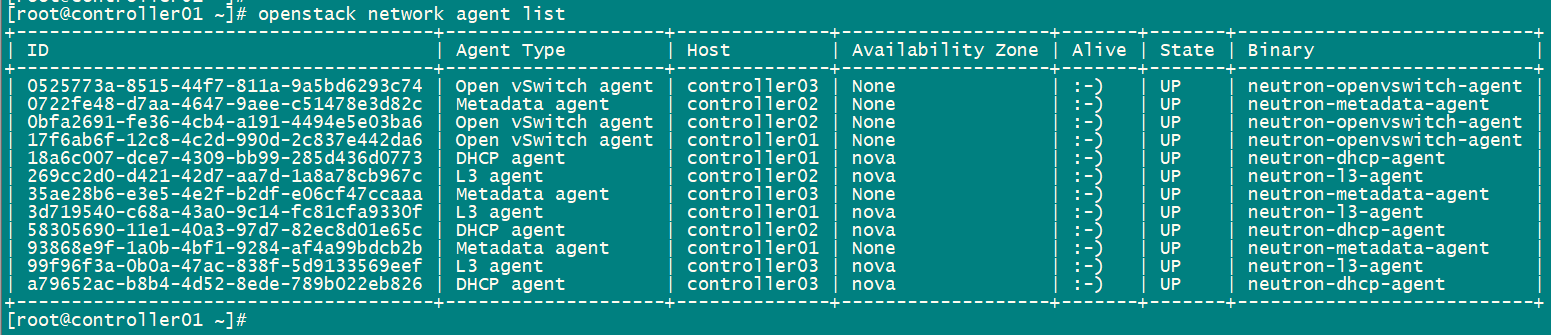 [root@controller01 ~]# openstack network agent list
+--------------------------------------+--------------------+--------------+-------------------+-------+-------+---------------------------+
| ID                                   | Agent Type         | Host         | Availability Zone | Alive | State | Binary                    |
+--------------------------------------+--------------------+--------------+-------------------+-------+-------+---------------------------+
| 0525773a-8515-44f7-811a-9a5bd6293c74 | Open vSwitch agent | controller03 | None              | :-)   | UP    | neutron-openvswitch-agent |
| 0722fe48-d7aa-4647-9aee-c51478e3d82c | Metadata agent     | controller02 | None              | :-)   | UP    | neutron-metadata-agent    |
| 0bfa2691-fe36-4cb4-a191-4494e5e03ba6 | Open vSwitch agent | controller02 | None              | :-)   | UP    | neutron-openvswitch-agent |
| 17f6ab6f-12c8-4c2d-990d-2c837e442da6 | Open vSwitch agent | controller01 | None              | :-)   | UP    | neutron-openvswitch-agent |
| 18a6c007-dce7-4309-bb99-285d436d0773 | DHCP agent         | controller01 | nova              | :-)   | UP    | neutron-dhcp-agent        |
| 269cc2d0-d421-42d7-aa7d-1a8a78cb967c | L3 agent           | controller02 | nova              | :-)   | UP    | neutron-l3-agent          |
| 35ae28b6-e3e5-4e2f-b2df-e06cf47ccaaa | Metadata agent     | controller03 | None              | :-)   | UP    | neutron-metadata-agent    |
| 3d719540-c68a-43a0-9c14-fc81cfa9330f | L3 agent           | controller01 | nova              | :-)   | UP    | neutron-l3-agent          |
| 58305690-11e1-40a3-97d7-82ec8d01e65c | DHCP agent         | controller02 | nova              | :-)   | UP    | neutron-dhcp-agent        |
| 93868e9f-1a0b-4bf1-9284-af4a99bdcb2b | Metadata agent     | controller01 | None              | :-)   | UP    | neutron-metadata-agent    |
| 99f96f3a-0b0a-47ac-838f-5d9133569eef | L3 agent           | controller03 | nova              | :-)   | UP    | neutron-l3-agent          |
| a79652ac-b8b4-4d52-8ede-789b022eb826 | DHCP agent         | controller03 | nova              | :-)   | UP    | neutron-dhcp-agent        |
+--------------------------------------+--------------------+--------------+-------------------+-------+-------+---------------------------+
[root@controller01 ~]#